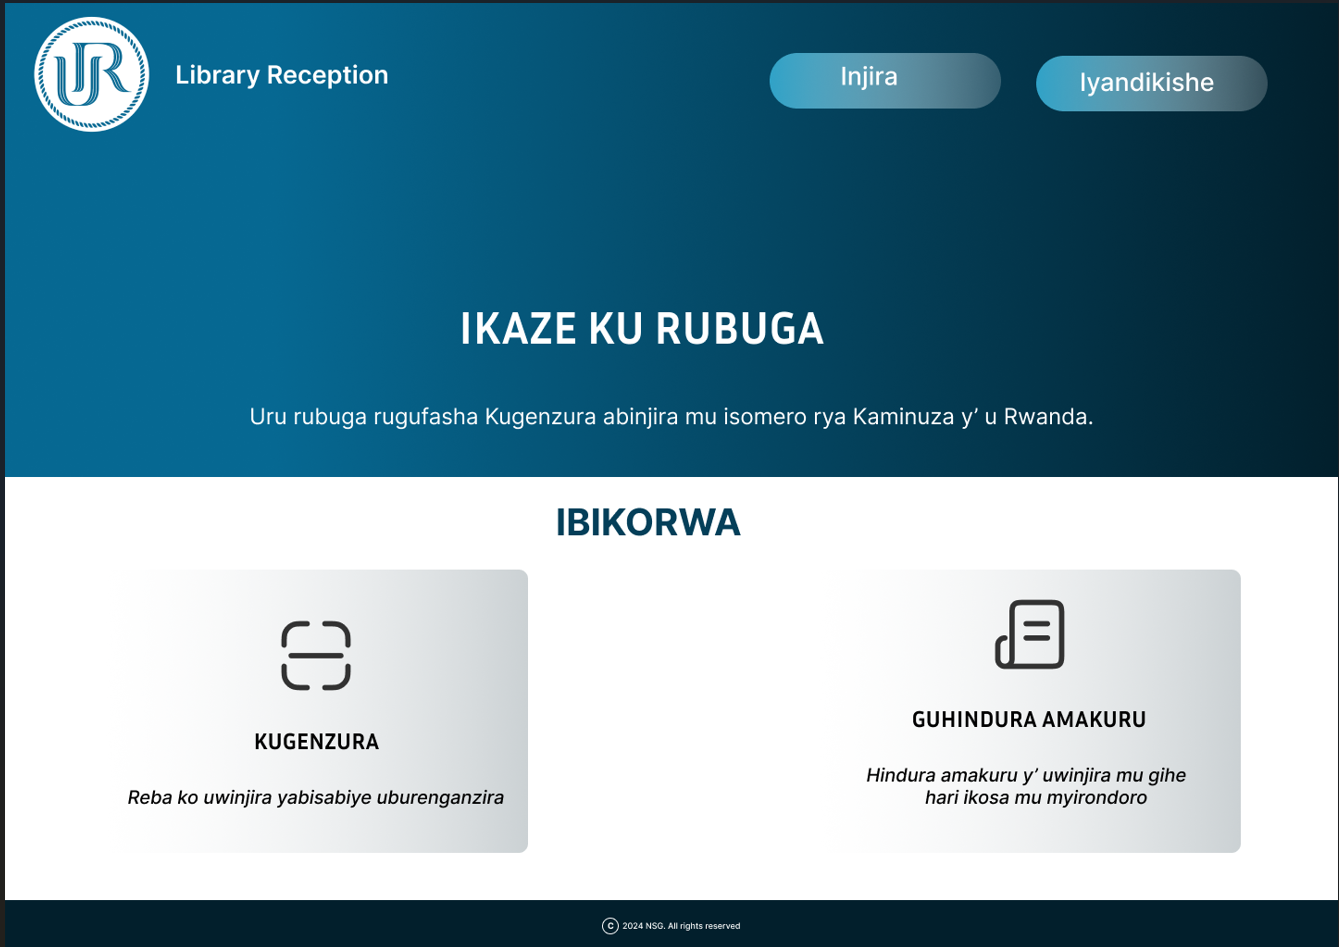 UR
Library Reception
Injira
Iyandikishe
IKAZE KU RUBUGA
Uru rubuga rugufasha Kugenzura abinjira mu isomero rya Kaminuza y’ u Rwanda.
IBIKORWA
KUGENZURA
Reba ko uwinjira yabisabiye uburenganzira
GUHINDURA AMAKURU
Hindura amakuru y’ uwinjira mu gihe
hari ikosa mu myirondoro
© 2024 NSG. All rights reserved